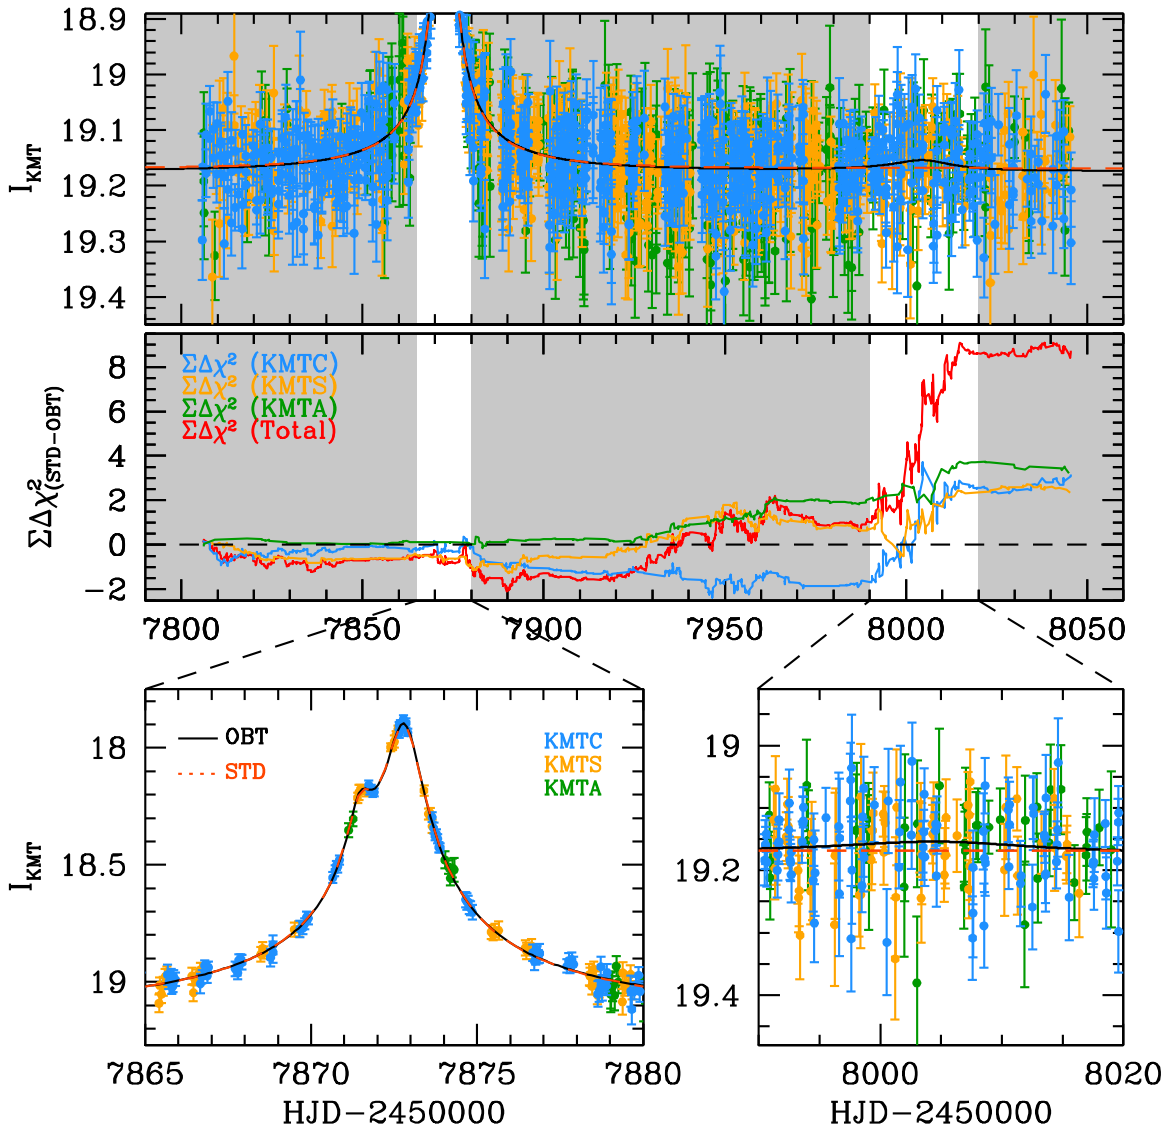 18.9
19
19.1
19.2
19.3
19.4
I_KMT
ΣΔχ² (KMTC)
ΣΔχ² (KMTS)
ΣΔχ² (KMTA)
ΣΔχ² (Total)
8
6
4
2
0
−2
ΣΔχ²(STD−OBT)
7800 7850 7900 7950 8000 8050
OBT
STD
KMTC
KMTS
KMTA
18
18.5
19
I_KMT
7865 7870 7875 7880
HJD−2450000
19
19.2
19.4
8000 8020
HJD−2450000